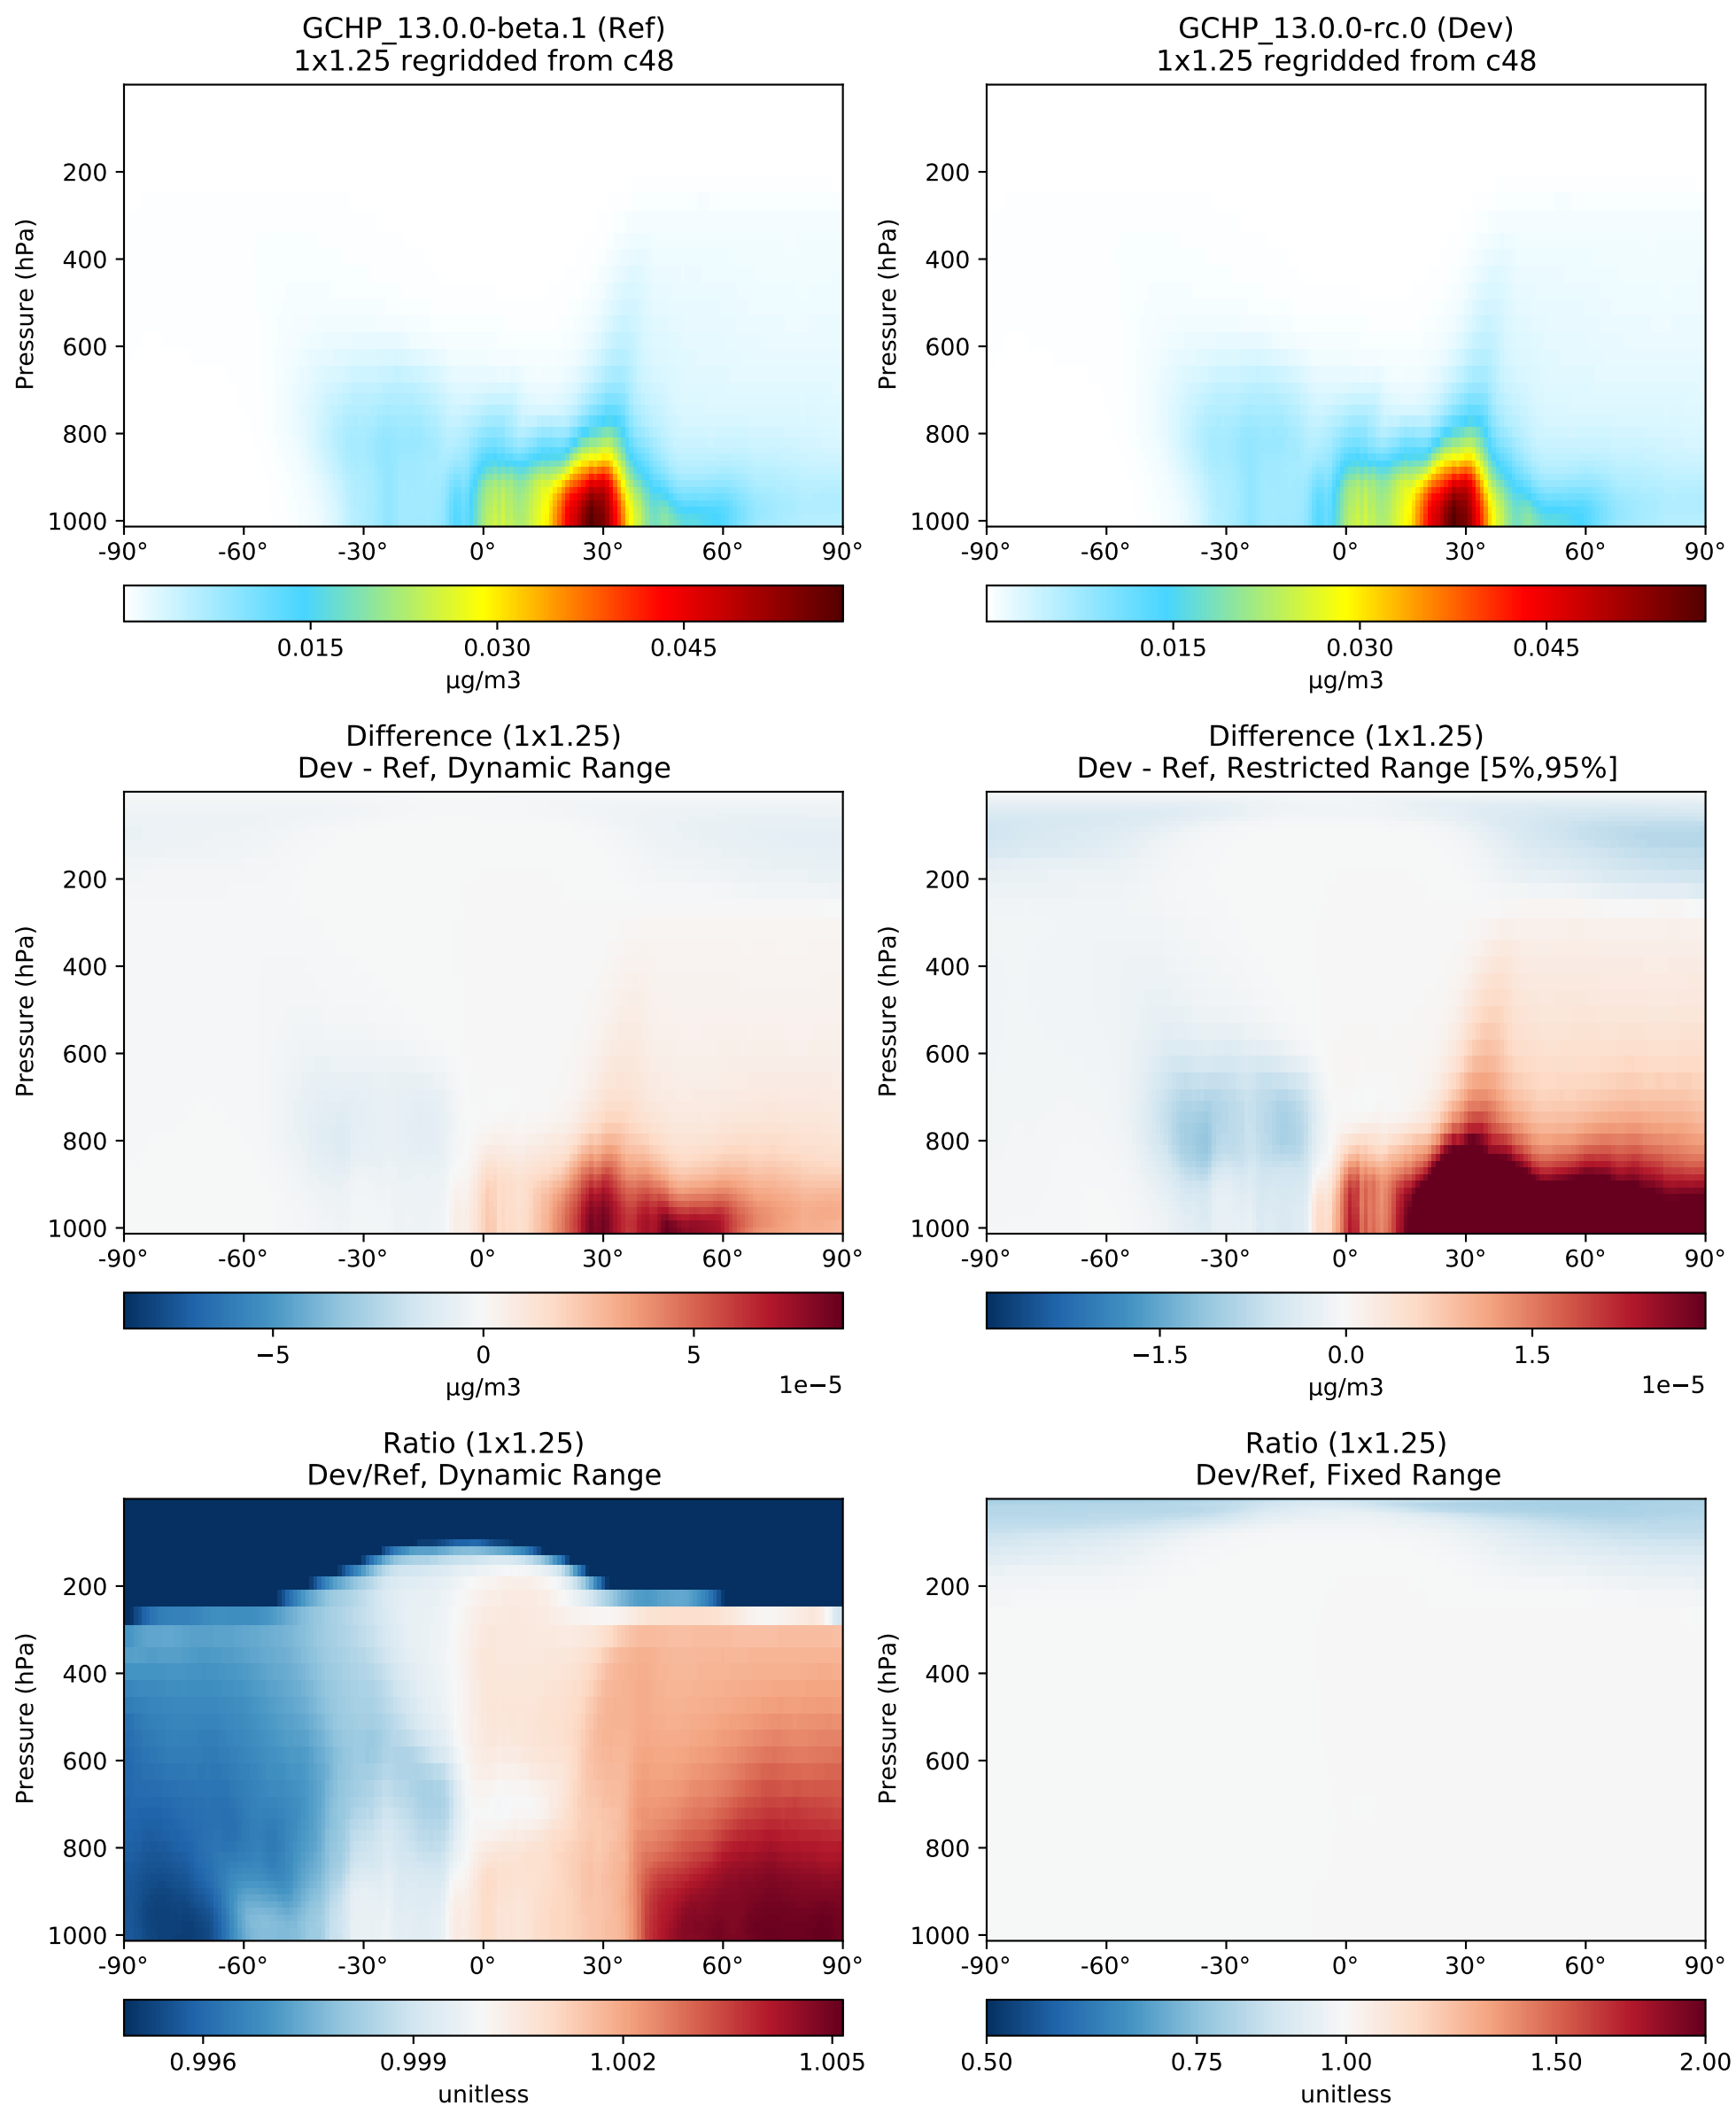 GCHP_13.0.0-beta.1 (Ref)
1x1.25 regridded from c48
Pressure (hPa)
200
400
600
800
1000
-90° -60° -30° 0° 30° 60° 90°
0.015 0.030 0.045
μg/m3
GCHP_13.0.0-rc.0 (Dev)
1x1.25 regridded from c48
Pressure (hPa)
200
400
600
800
1000
-90° -60° -30° 0° 30° 60° 90°
0.015 0.030 0.045
μg/m3
Difference (1x1.25)
Dev - Ref, Dynamic Range
Pressure (hPa)
200
400
600
800
1000
-90° -60° -30° 0° 30° 60° 90°
−5 0 5
μg/m3 1e−5
Difference (1x1.25)
Dev - Ref, Restricted Range [5%,95%]
Pressure (hPa)
200
400
600
800
1000
-90° -60° -30° 0° 30° 60° 90°
−1.5 0.0 1.5
μg/m3 1e−5
Ratio (1x1.25)
Dev/Ref, Dynamic Range
Pressure (hPa)
200
400
600
800
1000
-90° -60° -30° 0° 30° 60° 90°
0.996 0.999 1.002 1.005
unitless
Ratio (1x1.25)
Dev/Ref, Fixed Range
Pressure (hPa)
200
400
600
800
1000
-90° -60° -30° 0° 30° 60° 90°
0.50 0.75 1.00 1.50 2.00
unitless